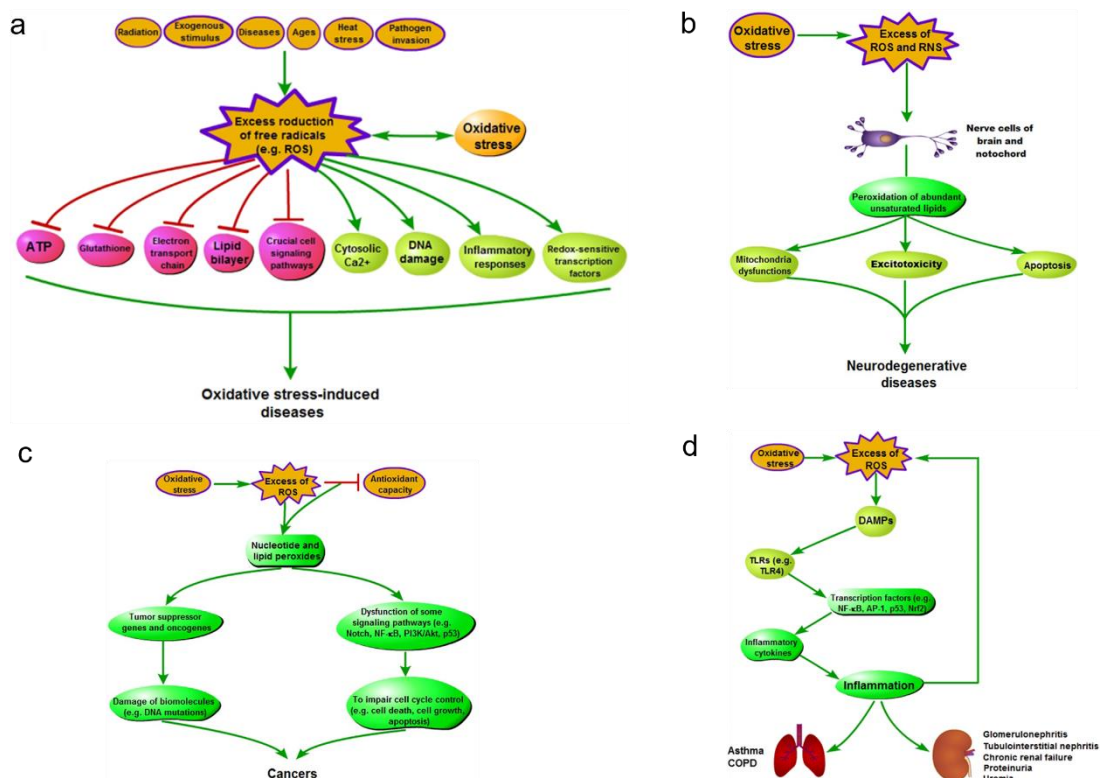 a
Radiation
Exogenous
stimulus
Diseases
Ages
Heat
stress
Pathogen
invasion
Excess roduction
of free radicals
(e.g. ROS)
Oxidative
stress
ATP
Glutathione
Electron
transport
chain
Lipid
bilayer
Crucial cell
signaling
pathways
Cytosolic
Ca2+
DNA
damage
Inflammatory
responses
Redox-sensitive
transcription
factors
Oxidative stress-induced
diseases
b
Oxidative
stress
Excess of
ROS and RNS
Nerve cells of
brain and
notochord
Peroxidation of abundant
unsaturated lipids
Mitochondria
dysfunctions
Excitotoxicity
Apoptosis
Neurodegenerative
diseases
c
Oxidative
stress
Excess of
ROS
Antioxidant
capacity
Nucleotide and
lipid peroxides
Tumor suppressor
genes and oncogenes
Dysfunction of some
signaling pathways (e.g.
Notch, NF-κB, PI3K/Akt, p53)
Damage of biomolecules
(e.g. DNA mutations)
To impair cell cycle control
(e.g. cell death, cell growth,
apoptosis)
Cancers
d
Oxidative
stress
Excess of
ROS
DAMPs
TLRs (e.g.
TLR4)
Transcription factors (e.g.
NF-κB, AP-1, p53, Nrf2)
Inflammatory
cytokines
Inflammation
Asthma
COPD
Glomerulonephritis
Tubulointerstitial nephritis
Chronic renal failure
Proteinuria
Uremia